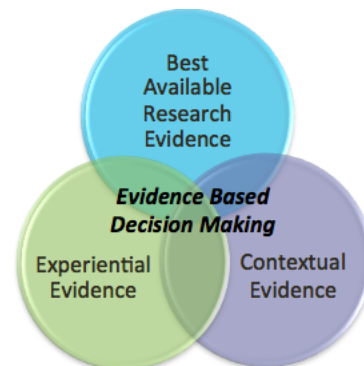 Best
Available
Research
Evidence
Evidence Based
Decision Making
Experiential
Evidence
Contextual
Evidence